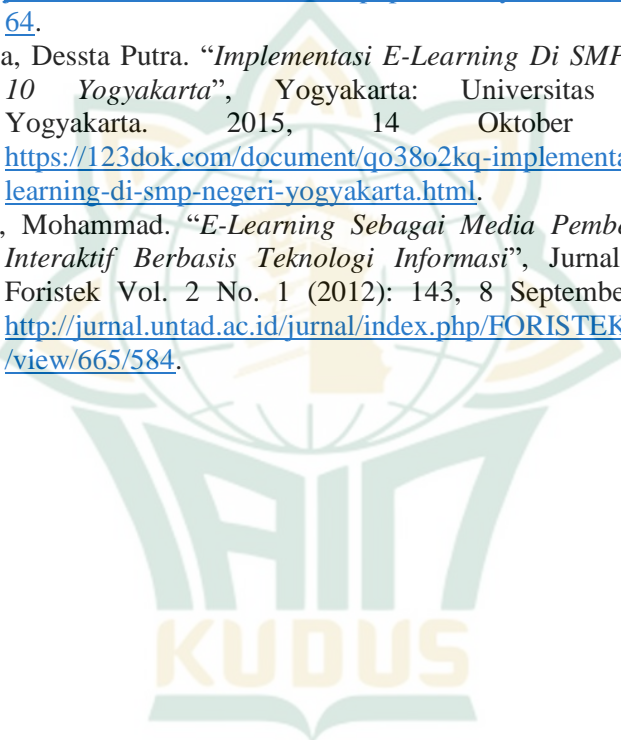 64.
a, Dessta Putra. “Implementasi E-Learning Di SMP
10 Yogyakarta”, Yogyakarta: Universitas
Yogyakarta. 2015, 14 Oktober
https://123dok.com/document/qo38o2kq-implementa
learning-di-smp-negeri-yogyakarta.html.
, Mohammad. “E-Learning Sebagai Media Pembe
Interaktif Berbasis Teknologi Informasi”, Jurnal
Foristek Vol. 2 No. 1 (2012): 143, 8 Septembe
http://jurnal.untad.ac.id/jurnal/index.php/FORISTEK
/view/665/584.
IAIN
KUDUS